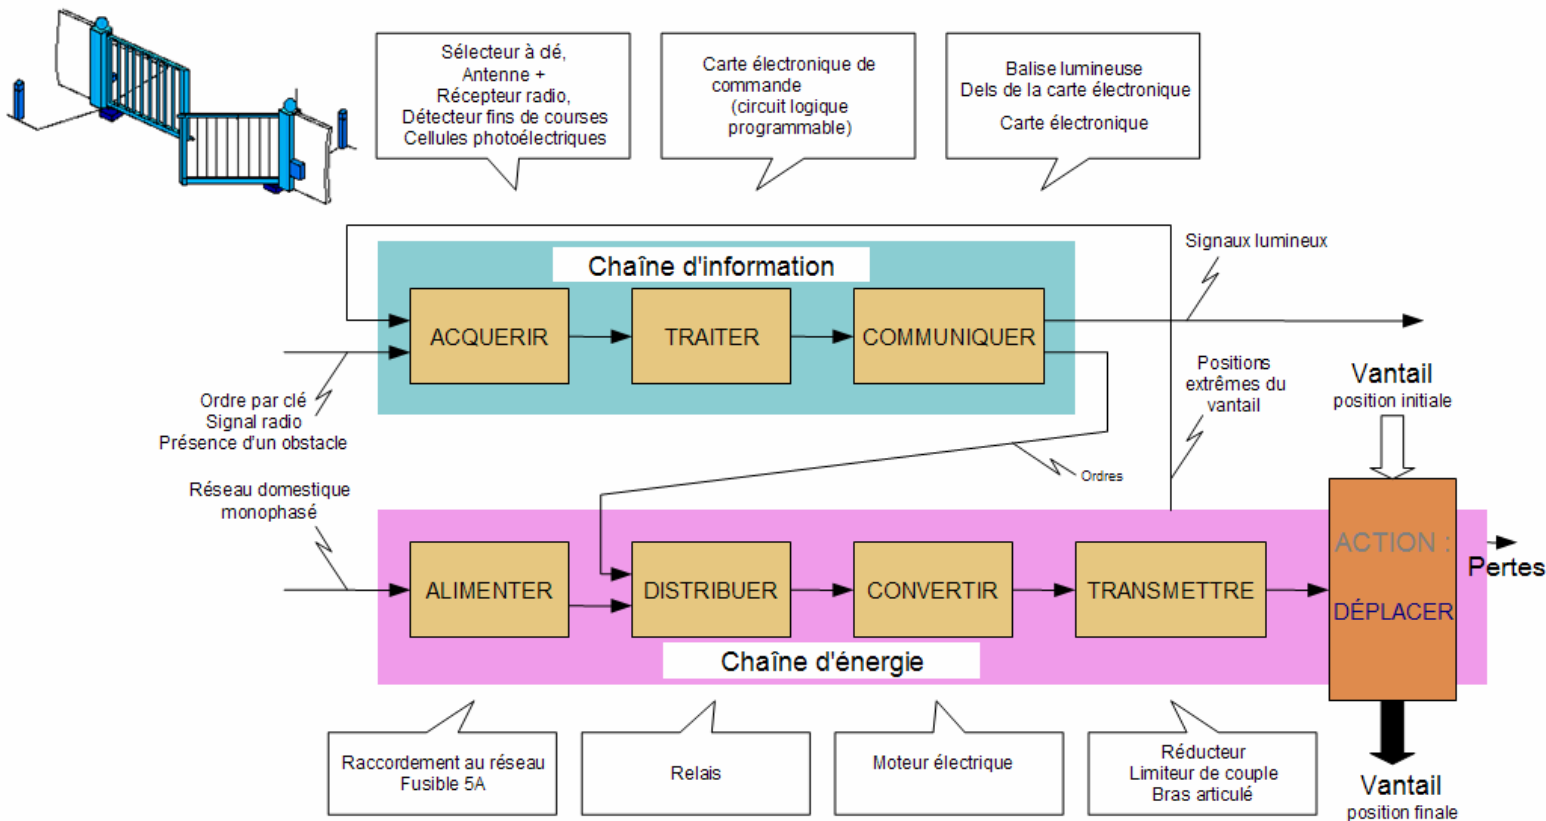 Sélecteur à clé,
Antenne +
Récepteur radio,
Détecteur fins de courses
Cellules photoélectriques
Carte électronique de
commande
(circuit logique
programmable)
Balise lumineuse
Dels de la carte électronique
Carte électronique
Signaux lumineux
Chaîne d'information
ACQUERIR
TRAITER
COMMUNIQUER
Ordre par clé
Signal radio
Présence d'un obstacle
Positions
extrêmes du
vantail
Vantail
position initiale
Ordres
Réseau domestique
monophasé
ALIMENTER
DISTRIBUER
CONVERTIR
TRANSMETTRE
ACTION :
DÉPLACER
Pertes
Chaîne d'énergie
Raccordement au réseau
Fusible 5A
Relais
Moteur électrique
Réducteur
Limiteur de couple
Bras articulé
Vantail
position finale